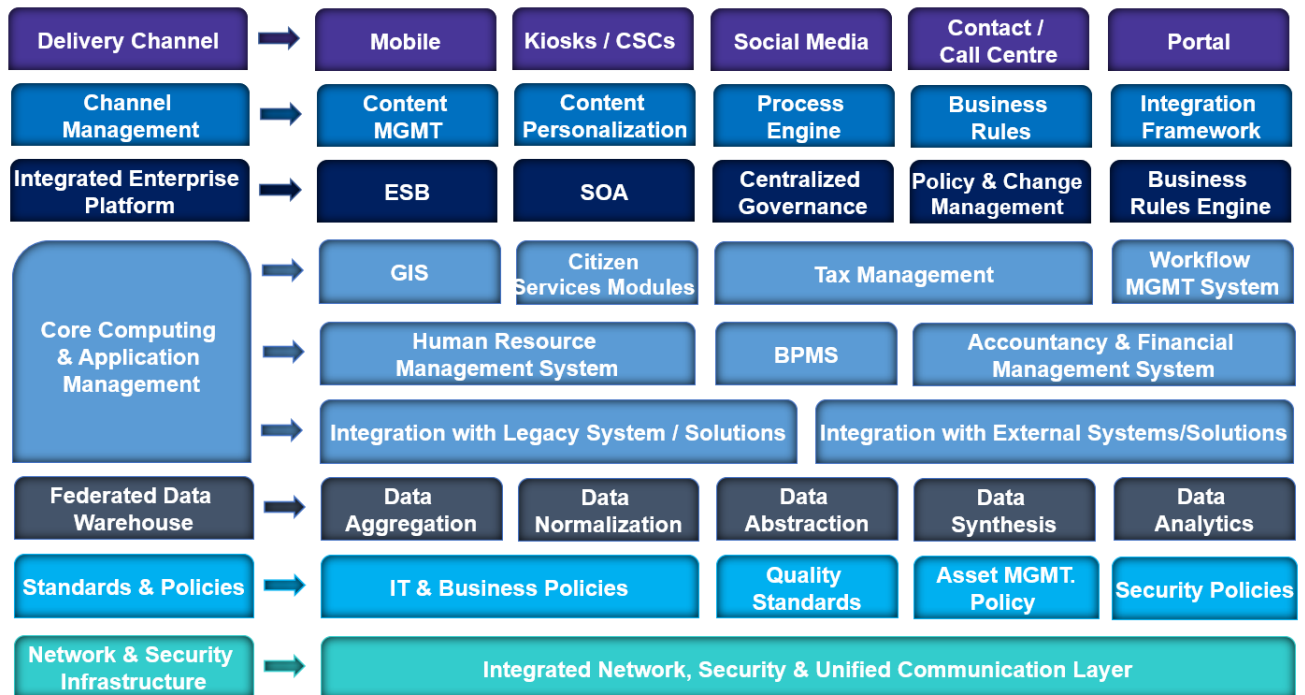 Delivery Channel
Mobile
Kiosks / CSCs
Social Media
Contact /
Call Centre
Portal
Channel
Management
Content
MGMT
Content
Personalization
Process
Engine
Business
Rules
Integration
Framework
Integrated Enterprise
Platform
ESB
SOA
Centralized
Governance
Policy & Change
Management
Business
Rules Engine
Core Computing
& Application
Management
GIS
Citizen
Services Modules
Tax Management
Workflow
MGMT System
Human Resource
Management System
BPMS
Accountancy & Financial
Management System
Integration with Legacy System / Solutions
Integration with External Systems/Solutions
Federated Data
Warehouse
Data
Aggregation
Data
Normalization
Data
Abstraction
Data
Synthesis
Data
Analytics
Standards & Policies
IT & Business Policies
Quality
Standards
Asset MGMT.
Policy
Security Policies
Network & Security
Infrastructure
Integrated Network, Security & Unified Communication Layer